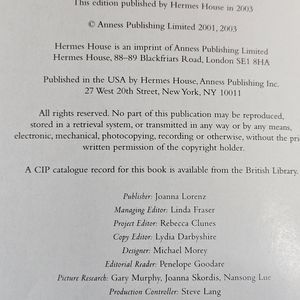 This edition published by Hermes House in 2003
© Anness Publishing Limited 2001, 2003
Hermes House is an imprint of Anness Publishing Limited
Hermes House, 88–89 Blackfriars Road, London SE1 8HA
Published in the USA by Hermes House, Anness Publishing Inc.
27 West 20th Street, New York, NY 10011
All rights reserved. No part of this publication may be reproduced,
stored in a retrieval system, or transmitted in any way or by any means,
electronic, mechanical, photocopying, recording or otherwise, without the
written permission of the copyright holder.
A CIP catalogue record for this book is available from the British Library.
Publisher: Joanna Lorenz
Managing Editor: Linda Fraser
Project Editor: Rebecca Clunes
Copy Editor: Lydia Darbyshire
Designer: Michael Morey
Editorial Reader: Penelope Goodare
Picture Research: Gary Murphy, Joanna Skordis, Nansong Lue
Production Controller: Steve Lang